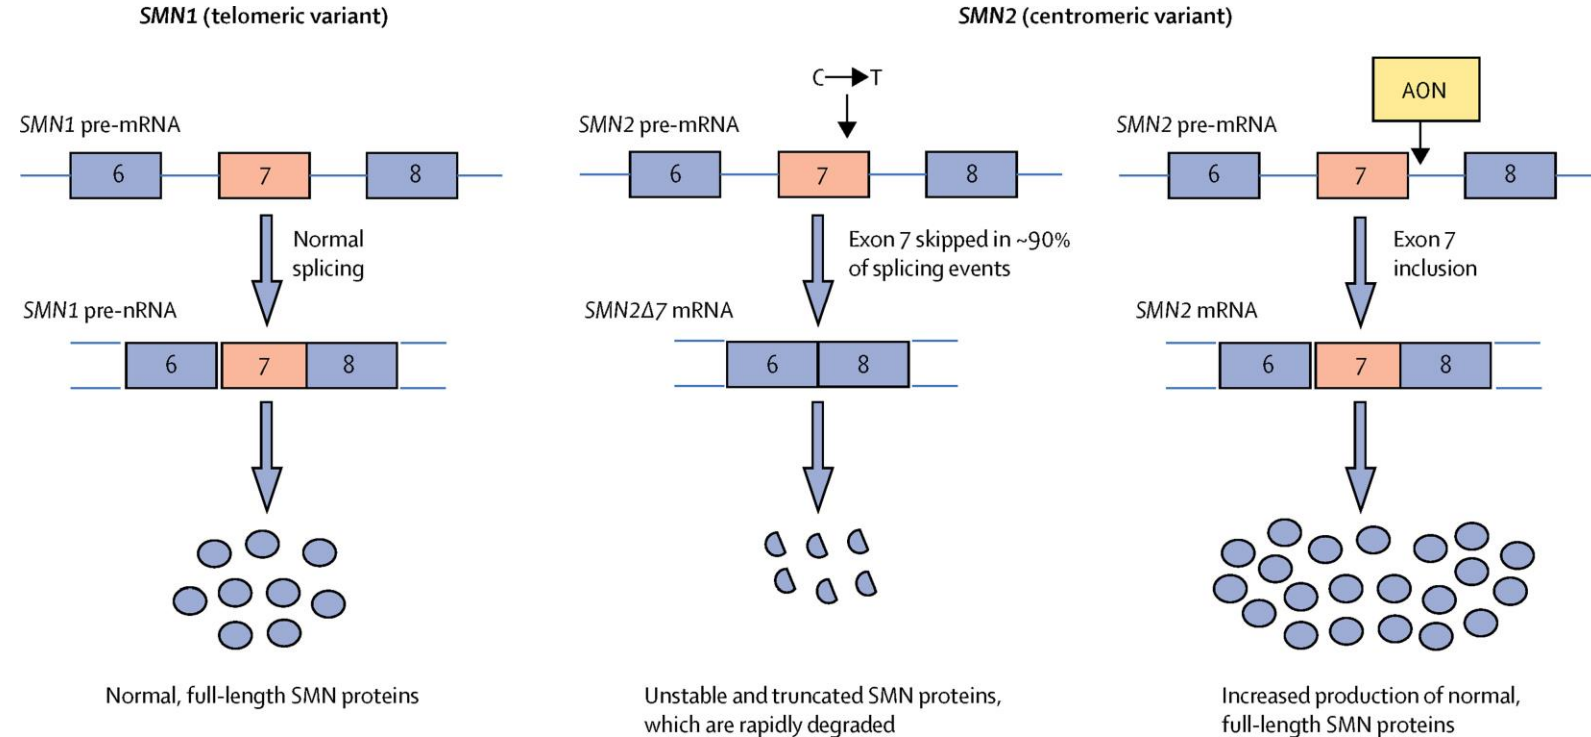 SMN1 (telomeric variant)
SMN2 (centromeric variant)
SMN1 pre-mRNA
6
7
8
Normal
splicing
SMN1 pre-nRNA
6
7
8
Normal, full-length SMN proteins
C T
SMN2 pre-mRNA
6
7
8
Exon 7 skipped in ~90%
of splicing events
SMN2Δ7 mRNA
6
8
Unstable and truncated SMN proteins,
which are rapidly degraded
AON
SMN2 pre-mRNA
6
7
8
Exon 7
inclusion
SMN2 mRNA
6
7
8
Increased production of normal,
full-length SMN proteins